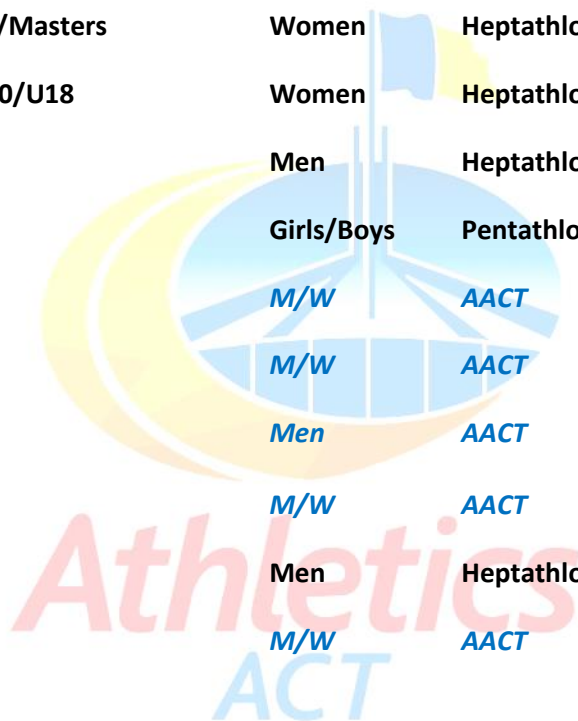 /Masters Women Heptathlo
0/U18 Women Heptathlo
Men Heptathlo
Girls/Boys Pentathlo
M/W AACT
M/W AACT
Men AACT
M/W AACT
Men Heptathlo
M/W AACT
Athletics
ACT